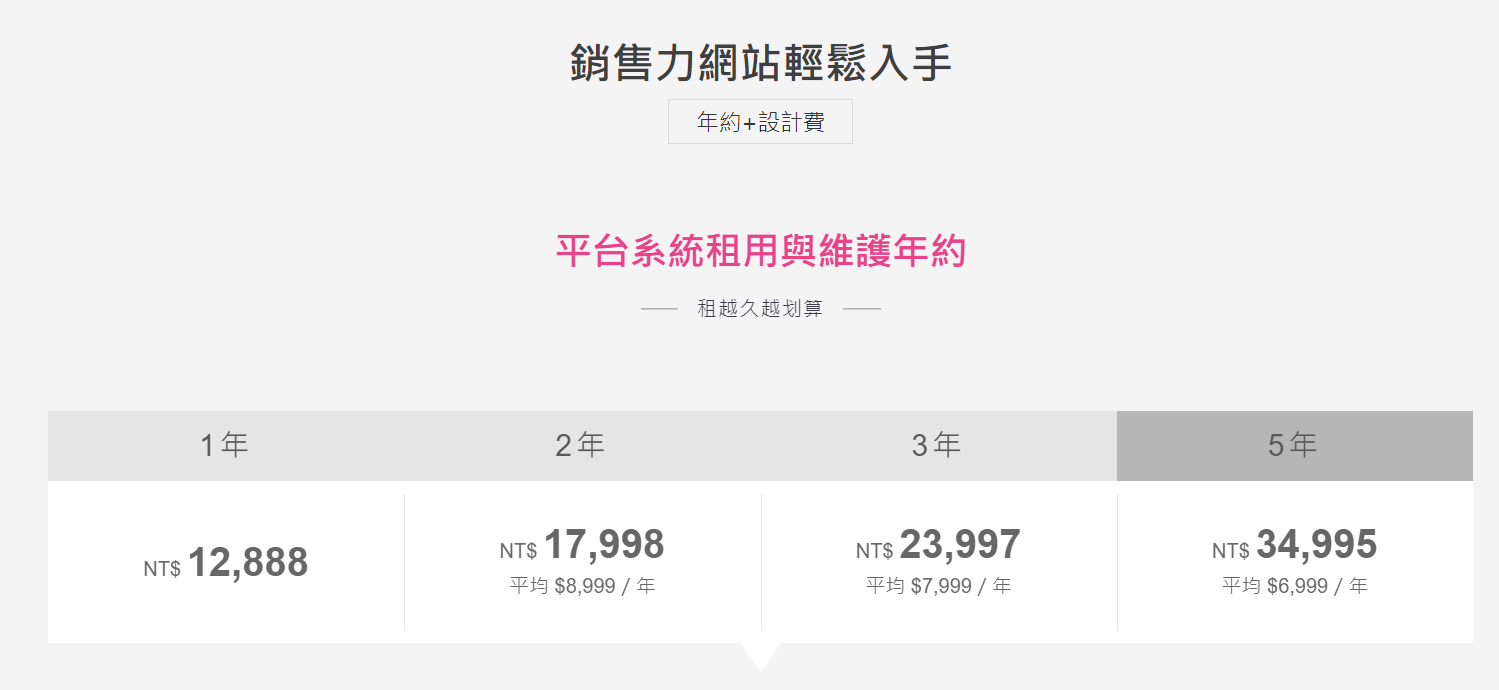 銷售力網站輕鬆入手
年約+設計費
平台系統租用與維護年約
租越久越划算
1年 2年 3年 5年
NT$ 12,888 NT$ 17,998 NT$ 23,997 NT$ 34,995
平均 $8,999 / 年 平均 $7,999 / 年 平均 $6,999 / 年